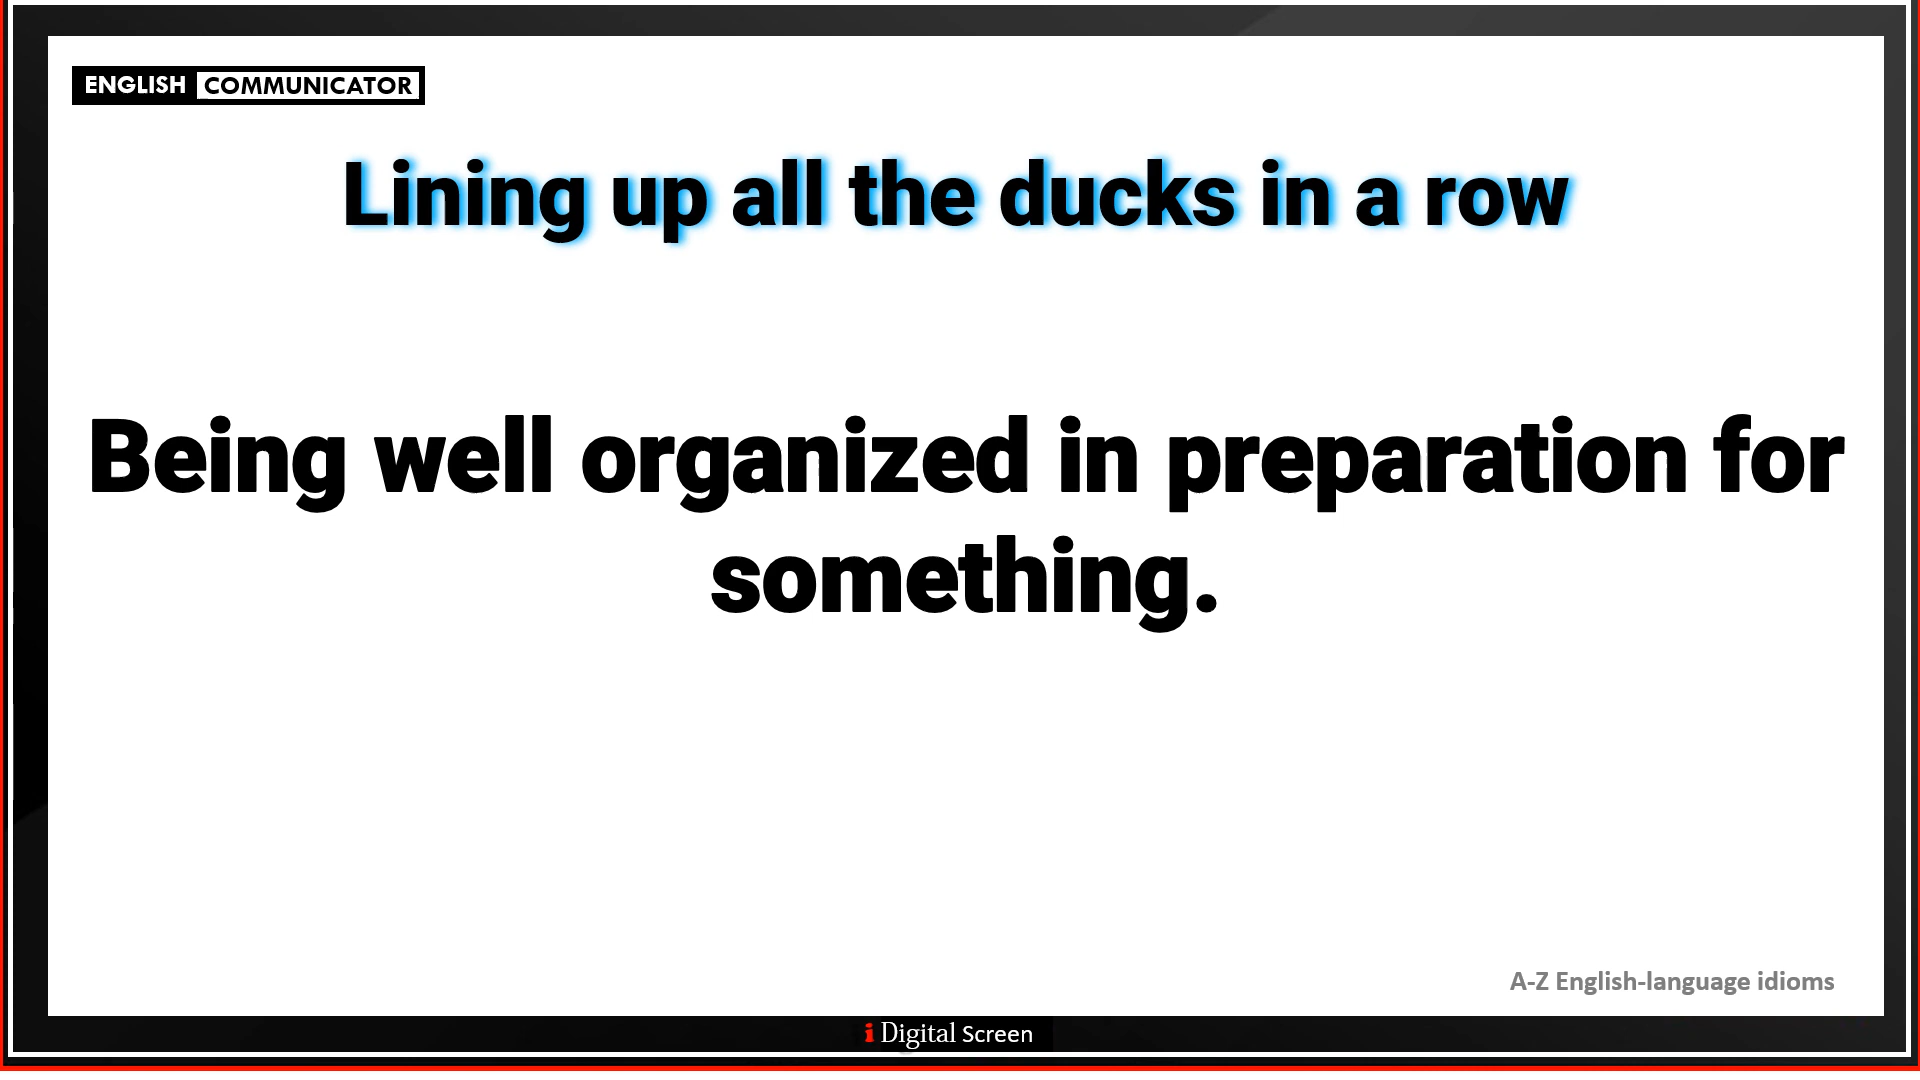 ENGLISH COMMUNICATOR
Lining up all the ducks in a row
Being well organized in preparation for
something.
A-Z English-language idioms
i Digital Screen